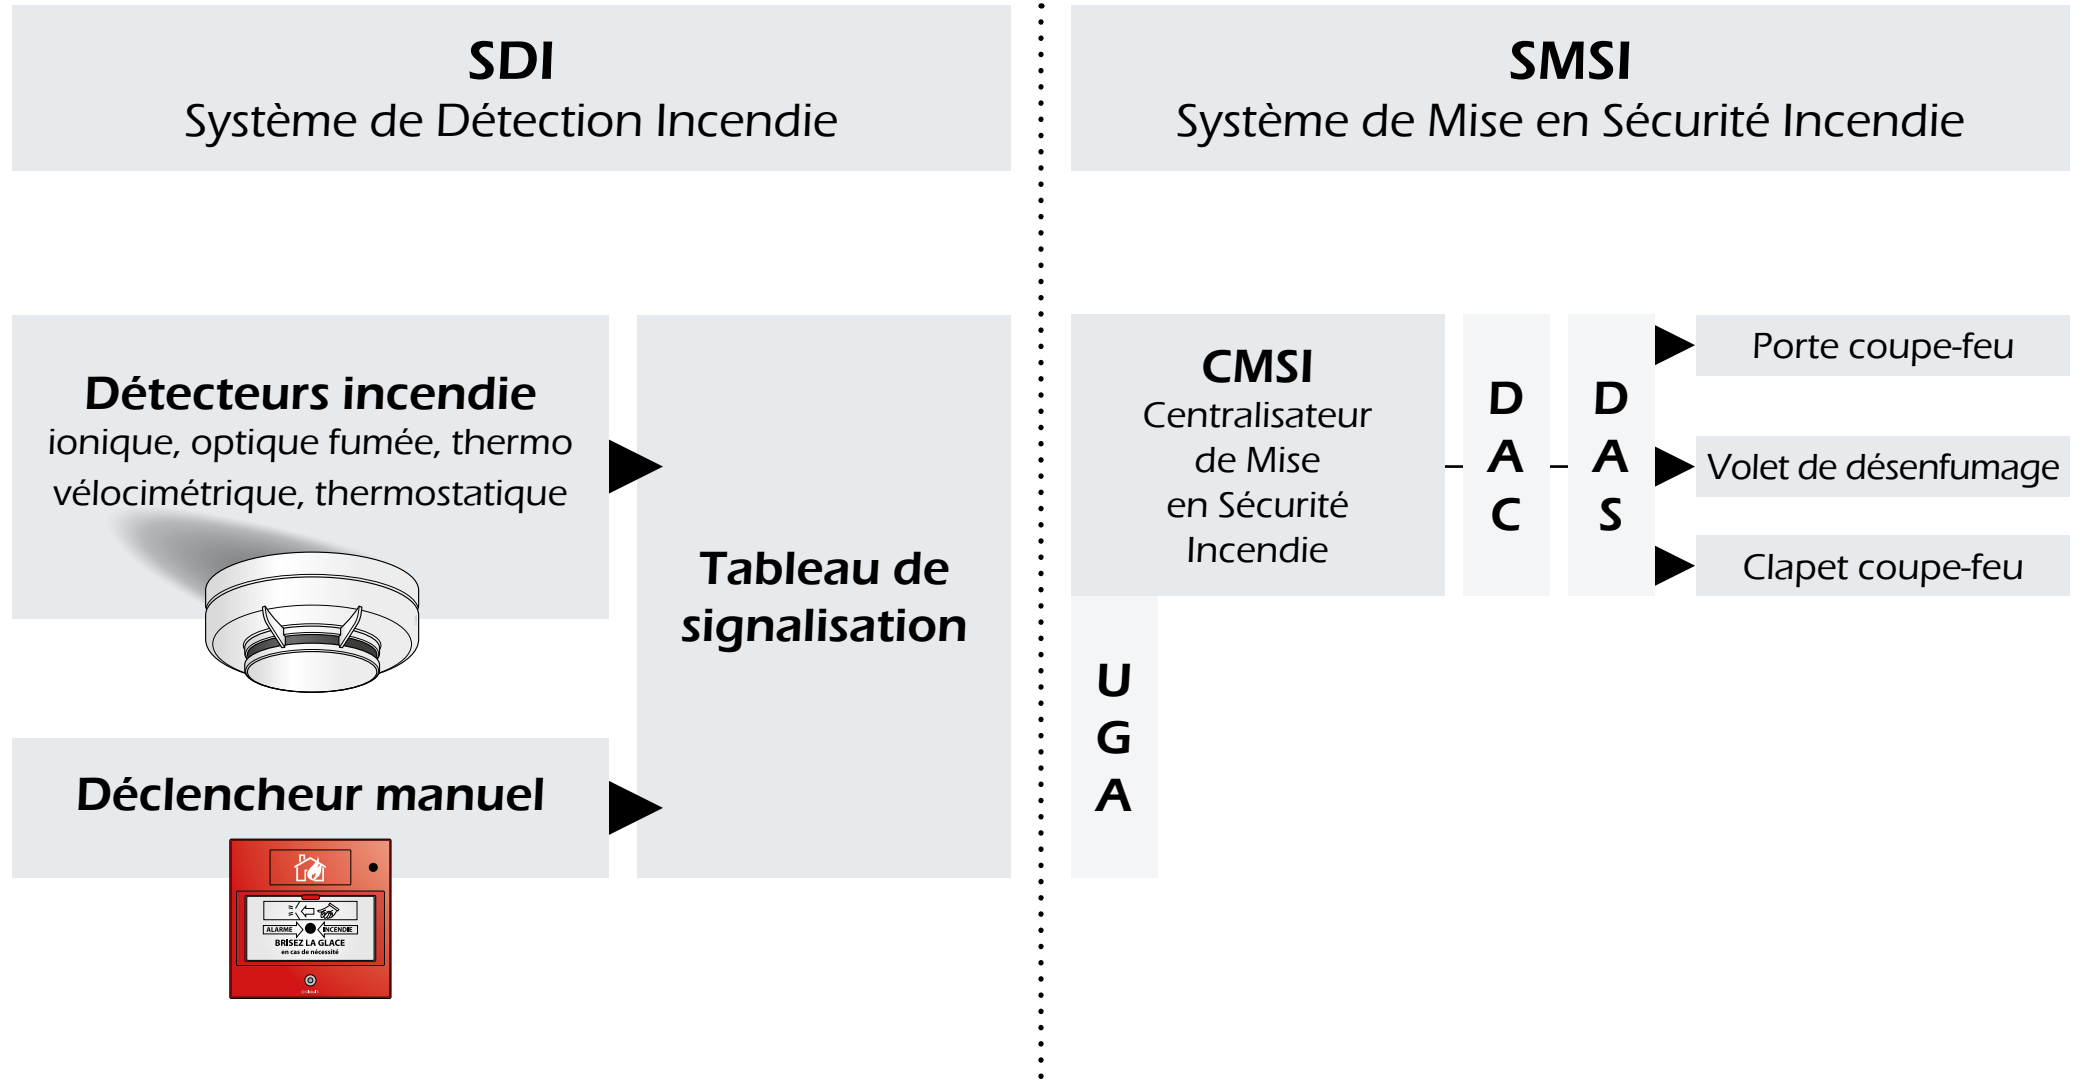 SDI
Système de Détection Incendie
SMSI
Système de Mise en Sécurité Incendie
Détecteurs incendie
ionique, optique fumée, thermo
vélocimétrique, thermostatique
Déclencheur manuel
ALARME
INCENDIE
BRISEZ LA GLACE
en cas de nécessité
Tableau de
signalisation
CMSI
Centralisateur
de Mise
en Sécurité
Incendie
U
G
A
D
A
C
D
A
S
Porte coupe-feu
Volet de désenfumage
Clapet coupe-feu